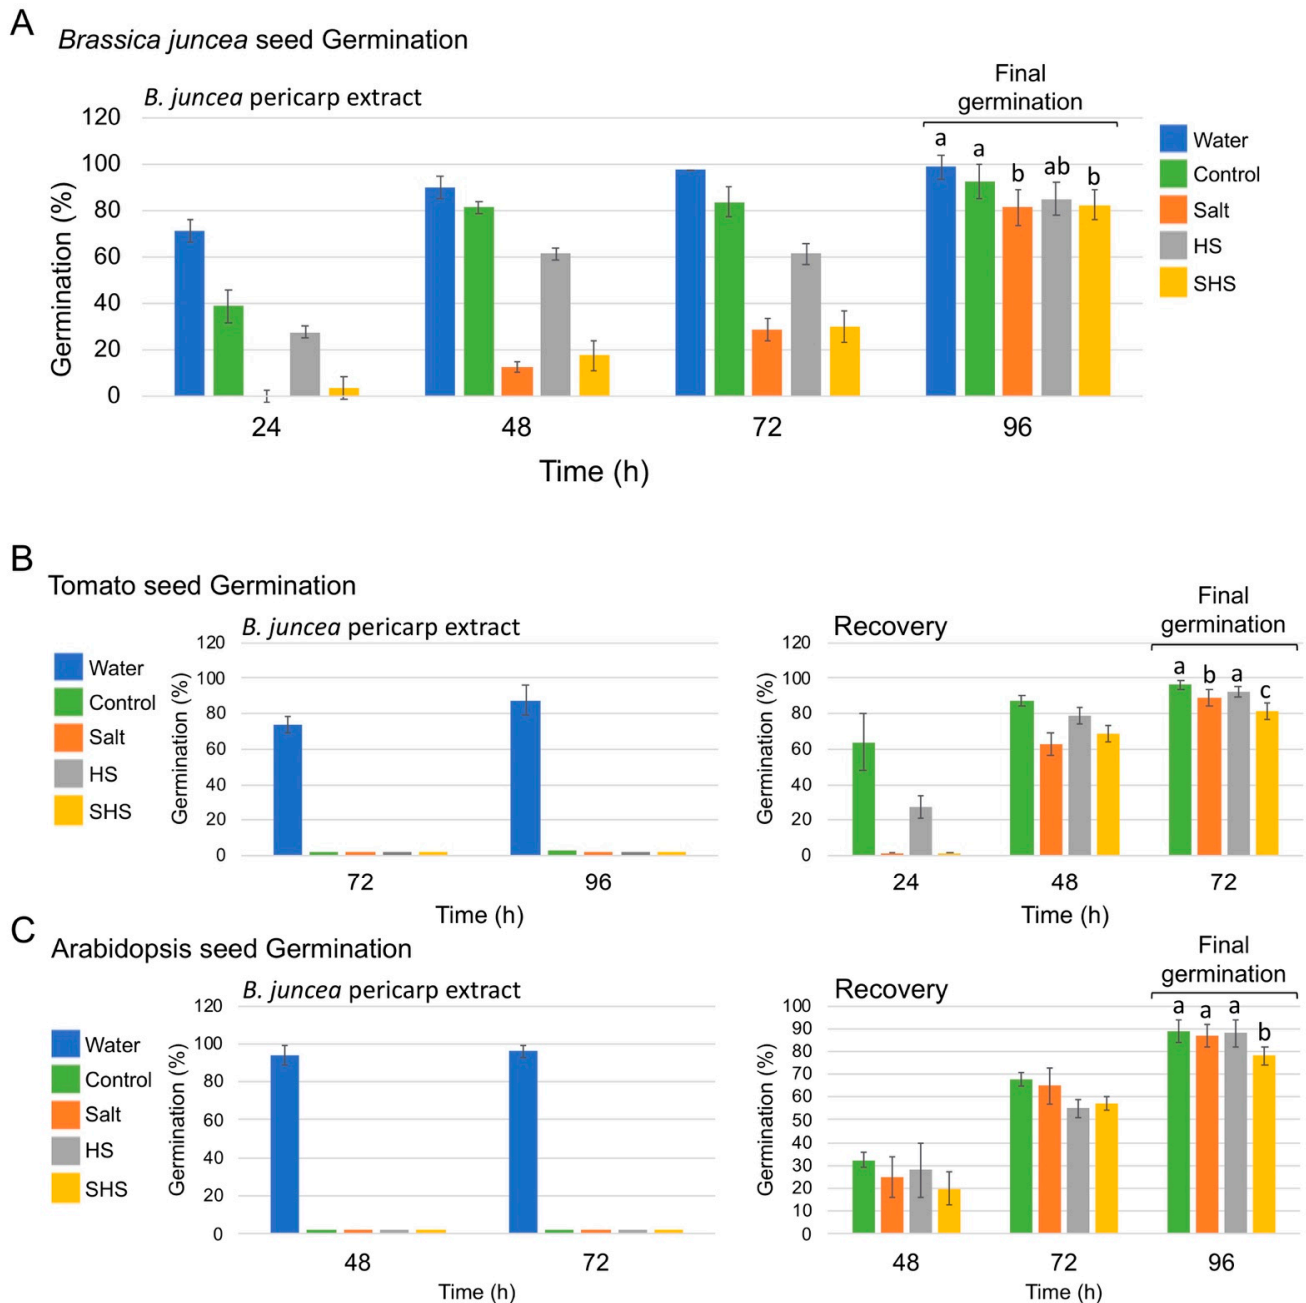 A
Brassica juncea seed Germination
B. juncea pericarp extract
Final
germination
120
100
80
60
40
20
0
Germination (%)
a
a
b
ab
b
24
48
72
96
Time (h)
Water
Control
Salt
HS
SHS
B
Tomato seed Germination
Water
Control
Salt
HS
SHS
B. juncea pericarp extract
120
100
80
60
40
20
0
Germination (%)
72
96
Time (h)
Recovery
Final
germination
120
100
80
60
40
20
0
Germination (%)
a
b
a
c
24
48
72
Time (h)
C
Arabidopsis seed Germination
Water
Control
Salt
HS
SHS
B. juncea pericarp extract
120
100
80
60
40
20
0
Germination (%)
48
72
Time (h)
Recovery
Final
germination
100
90
80
70
60
50
40
30
20
10
0
Germination (%)
a
a
a
b
48
72
96
Time (h)